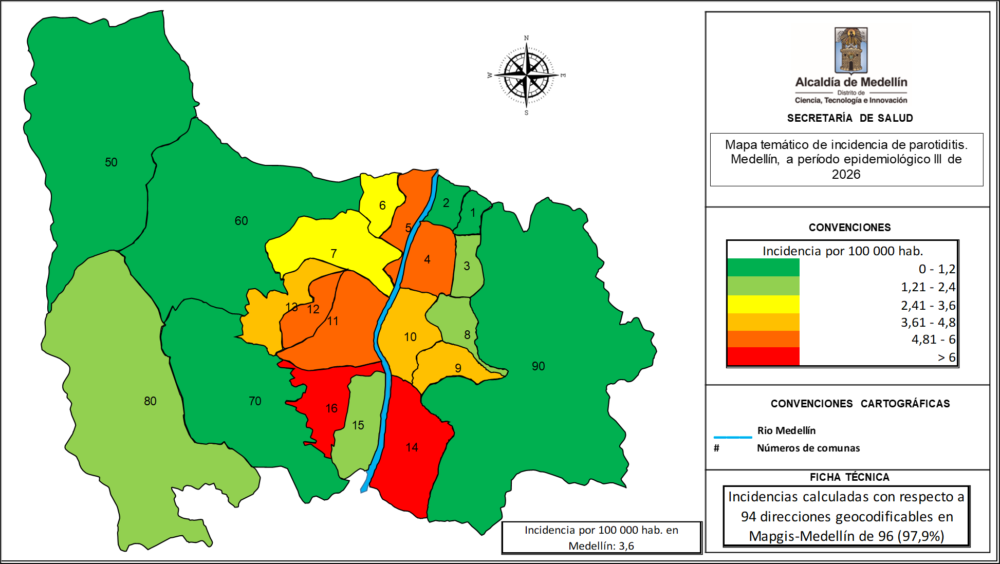 N
W
E
S
50
60
6
5
2
1
7
4
3
13
12
11
10
8
9
90
80
70
16
15
14
Incidencia por 100 000 hab. en
Medellín: 3,6
Alcaldía de Medellín
Distrito de
Ciencia, Tecnología e Innovación
SECRETARÍA DE SALUD
Mapa temático de incidencia de parotiditis.
Medellín, a período epidemiológico III de
2026
CONVENCIONES
Incidencia por 100 000 hab.
0 - 1,2
1,21 - 2,4
2,41 - 3,6
3,61 - 4,8
4,81 - 6
> 6
CONVENCIONES CARTOGRÁFICAS
Rio Medellín
# Números de comunas
FICHA TÉCNICA
Incidencias calculadas con respecto a
94 direcciones geocodificables en
Mapgis-Medellín de 96 (97,9%)